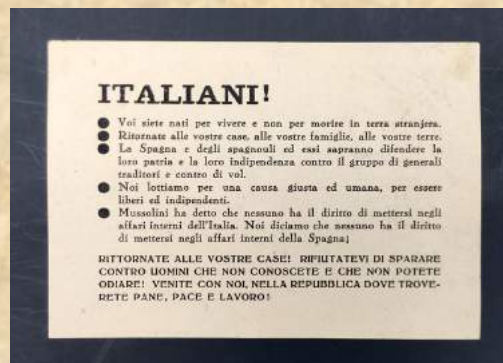 ITALIANI!
● Voi siete nati per vivere e non per morire in terra stranjera.
● Ritornate alle vostre case, alle vostre famiglie, alle vostre terre.
● La Spagna e degli spagnouli ed essi sapranno difendere la
loro patria e la loro indipendenza contro il gruppo di generali
traditori e contro di vol.
● Noi lottiamo per una causa giusta ed umana, per essere
liberi ed indipendenti.
● Mussolini ha detto che nessuno ha il diritto di mettersi negli
affari interni dell'Italia. Noi diciamo che nessuno ha il diritto
di mettersi negli affari interni della Spagna¡
RITTORNATE ALLE VOSTRE CASE! RIFIUTATEVI DI SPARARE
CONTRO UOMINI CHE NON CONOSCETE E CHE NON POTETE
ODIARE! VENITE CON NOI, NELLA REPUBBLICA DOVE TROVE-
RETE PANE, PACE E LAVORO!